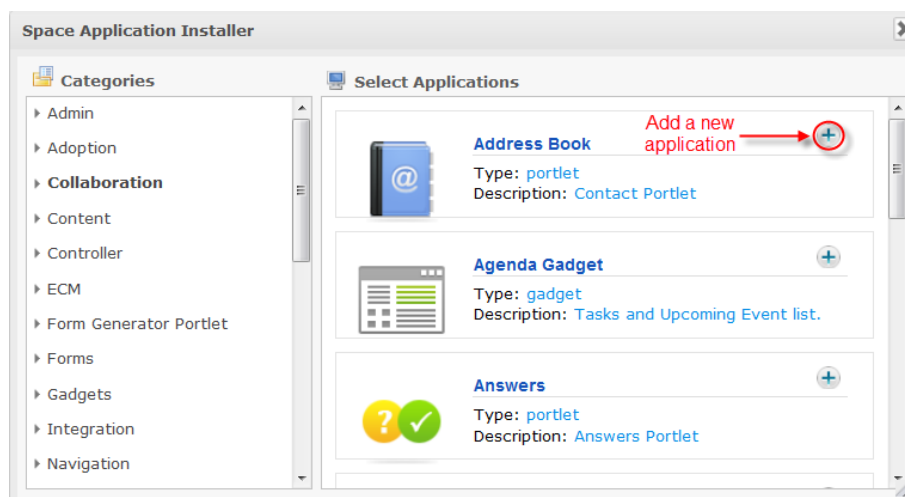 Space Application Installer
Categories
Admin
Adoption
Collaboration
Content
Controller
ECM
Form Generator Portlet
Forms
Gadgets
Integration
Navigation
Select Applications
Address Book
Add a new
application
Type: portlet
Description: Contact Portlet
Agenda Gadget
Type: gadget
Description: Tasks and Upcoming Event list.
Answers
Type: portlet
Description: Answers Portlet